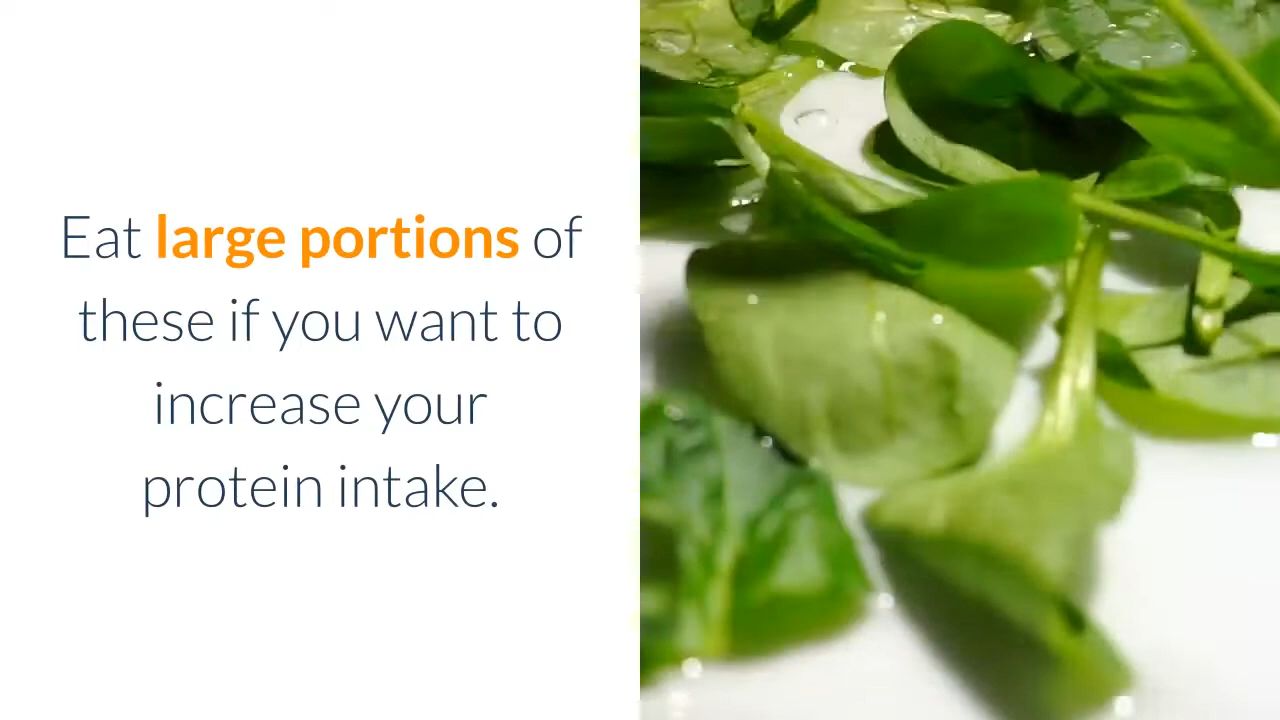 Eat large portions of
these if you want to
increase your
protein intake.